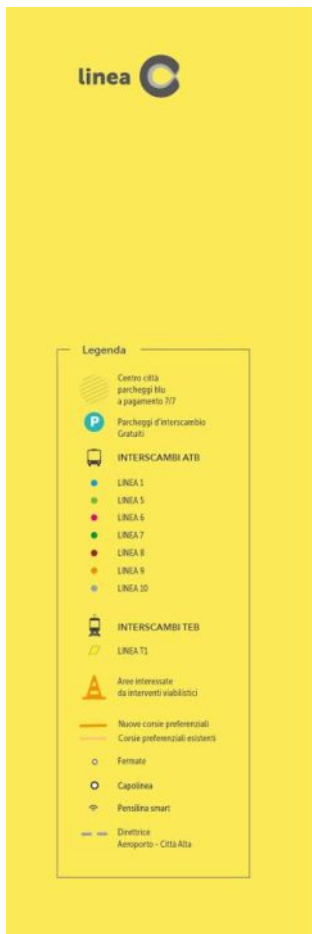 linea C
Legenda
Centro città
parcheggi blu
a pagamento 7/7
P
Parcheggi d'interscambio
Gratuiti
INTERSCAMBI ATB
LINEA 1
LINEA 5
LINEA 6
LINEA 7
LINEA 8
LINEA 9
LINEA 10
INTERSCAMBI TEB
LINEA T1
Aree interessate
da interventi viabilistici
Nuove corsie preferenziali
Corsie preferenziali esistenti
Fermate
Capolinea
Pensilina smart
Direttrice
Aeroporto - Città Alta